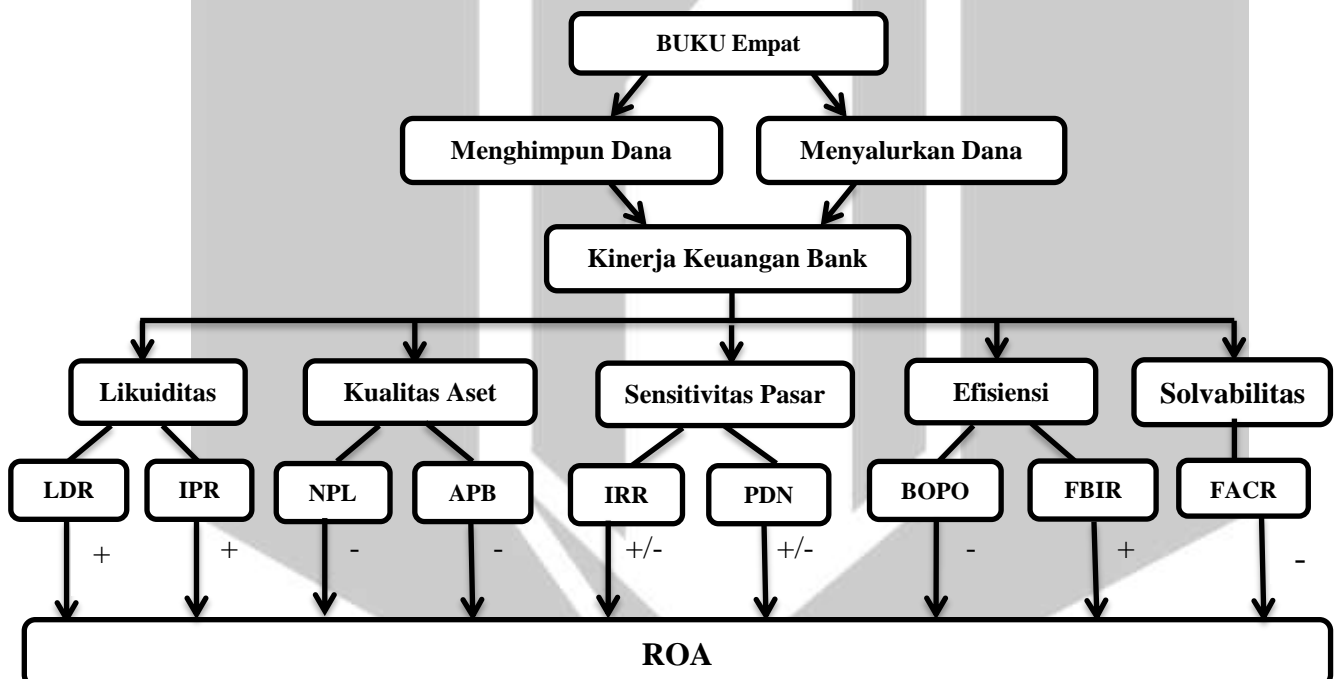 BUKU Empat
Menghimpun Dana
Menyalurkan Dana
Kinerja Keuangan Bank
Likuiditas
Kualitas Aset
Sensitivitas Pasar
Efisiensi
Solvabilitas
LDR
IPR
NPL
APB
IRR
PDN
BOPO
FBIR
FACR
+
+
-
-
+/-
+/-
-
+
-
ROA